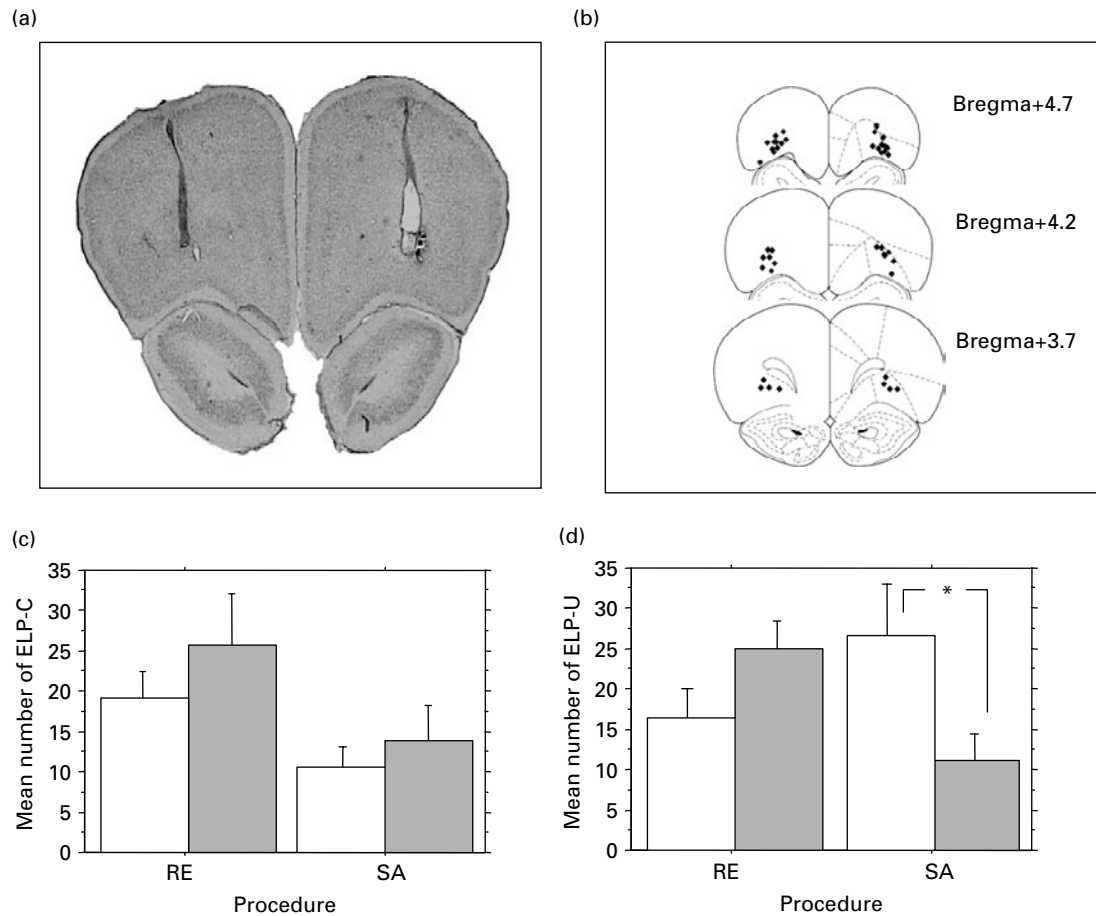 (a)
(b)
Bregma+4.7
Bregma+4.2
Bregma+3.7
(c)
Mean number of ELP-C
35
30
25
20
15
10
5
0
RE
SA
Procedure
(d)
Mean number of ELP-U
35
30
25
20
15
10
5
0
*
RE
SA
Procedure